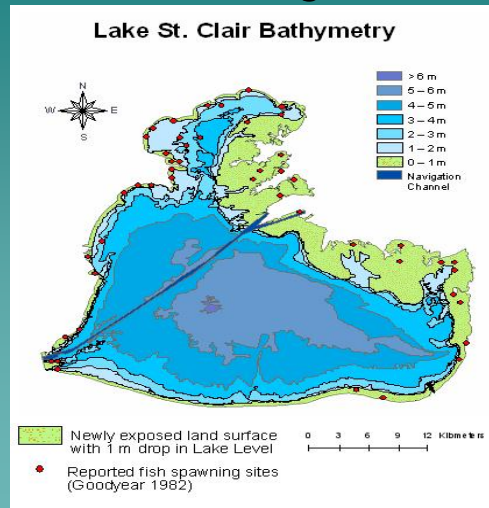 Lake St. Clair Bathymetry
N
W E
S
>6 m
5 – 6 m
4 – 5 m
3 – 4 m
2 – 3 m
1 – 2 m
0 – 1 m
Navigation
Channel
Newly exposed land surface
with 1 m drop in Lake Level
0 3 6 9 12 Kilometers
Reported fish spawning sites
(Goodyear 1982)